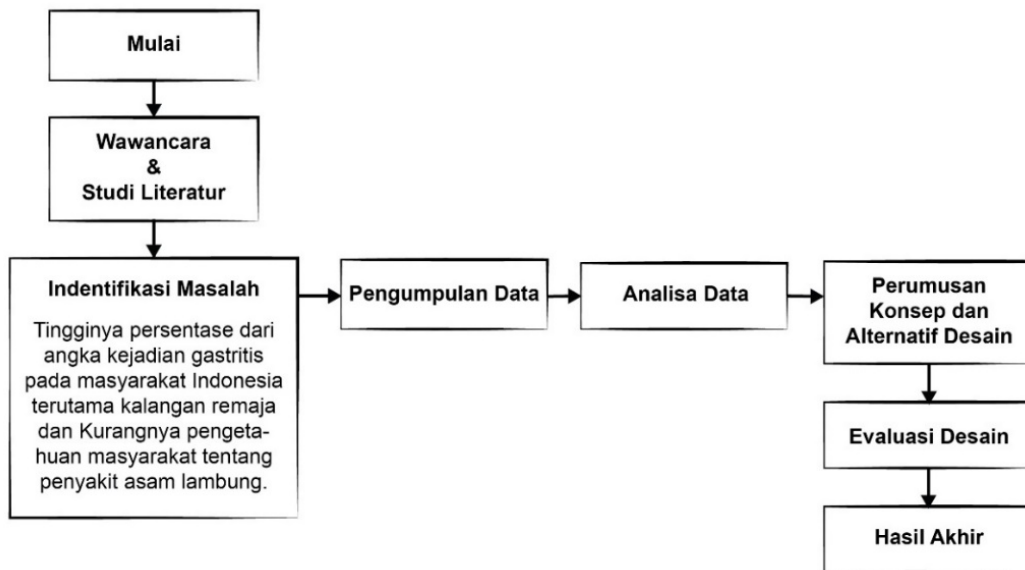 Mulai
Wawancara
&
Studi Literatur
Indentifikasi Masalah
Tingginya persentase dari
angka kejadian gastritis
pada masyarakat Indonesia
terutama kalangan remaja
dan Kurangnya pengeta-
huan masyarakat tentang
penyakit asam lambung.
Pengumpulan Data
Analisa Data
Perumusan
Konsep dan
Alternatif Desain
Evaluasi Desain
Hasil Akhir